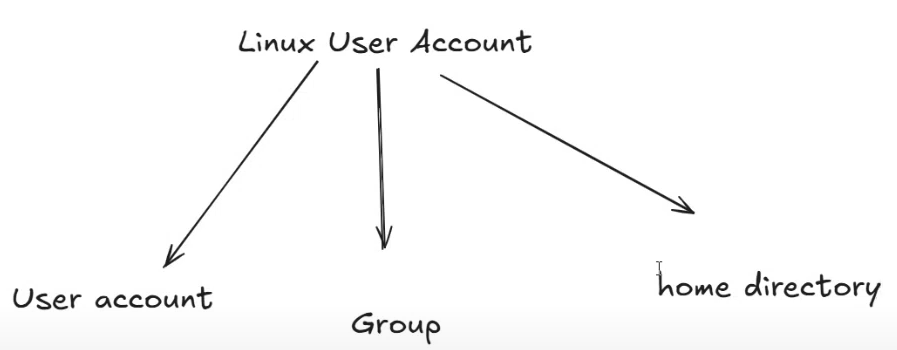 Linux User Account
User account
Group
home directory